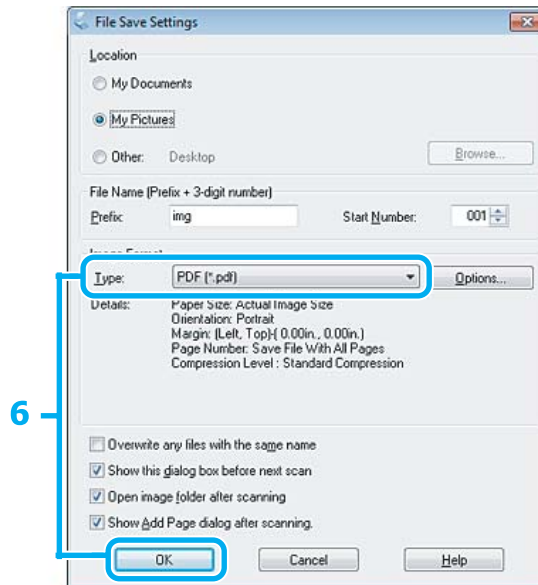 File Save Settings
Location
My Documents
My Pictures
Other: Desktop Browse...
File Name (Prefix + 3-digit number)
Prefix: img Start Number: 001
Image Format
Type: PDF (*.pdf) Options...
Details: Paper Size: Actual Image Size
Orientation: Portrait
Margin: (Left, Top)-( 0.00in., 0.00in.)
Page Number: Save File With All Pages
Compression Level : Standard Compression
6
Overwrite any files with the same name
Show this dialog box before next scan
Open image folder after scanning
Show Add Page dialog after scanning.
OK Cancel Help